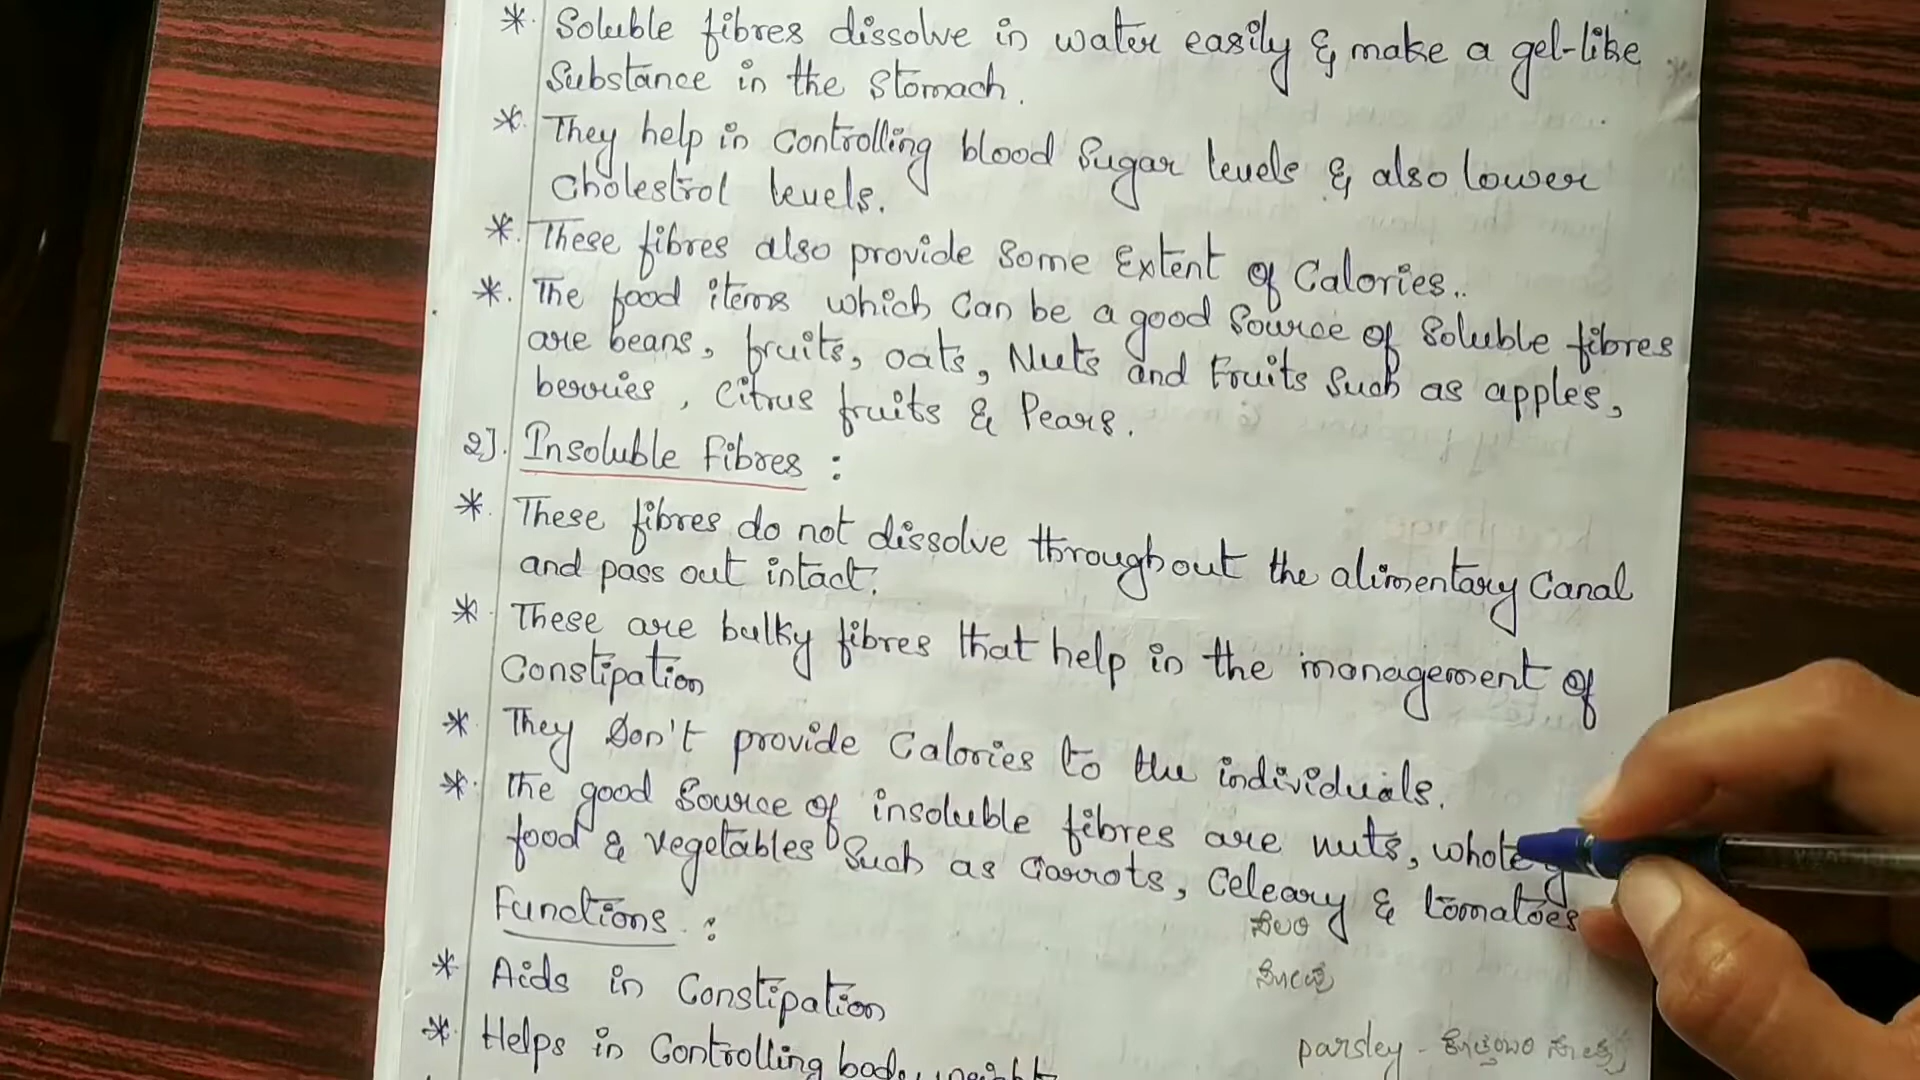 * Soluble fibres dissolve in water easily & make a gel-like
substance in the stomach.
* They help in controlling blood sugar levels & also lower
Cholestrol levels.
* These fibres also provide some Extent of Calories..
* The food items which can be a good source of soluble fibres
are beans, fruits, oats, Nuts and Fruits such as apples,
berries, citrus fruits & Pears.
2]. Insoluble Fibres :
* These fibres do not dissolve throughout the alimentary Canal
and pass out intact.
* These are bulky fibres that help in the management of
Constipation
* They Don't provide Calories to the individuals.
* The good source of insoluble fibres are nuts, whole
food & vegetables such as Carrots, Celeary & tomatoes
Functions :
* Aids in Constipation
* Helps in Controlling body weight
parsley -